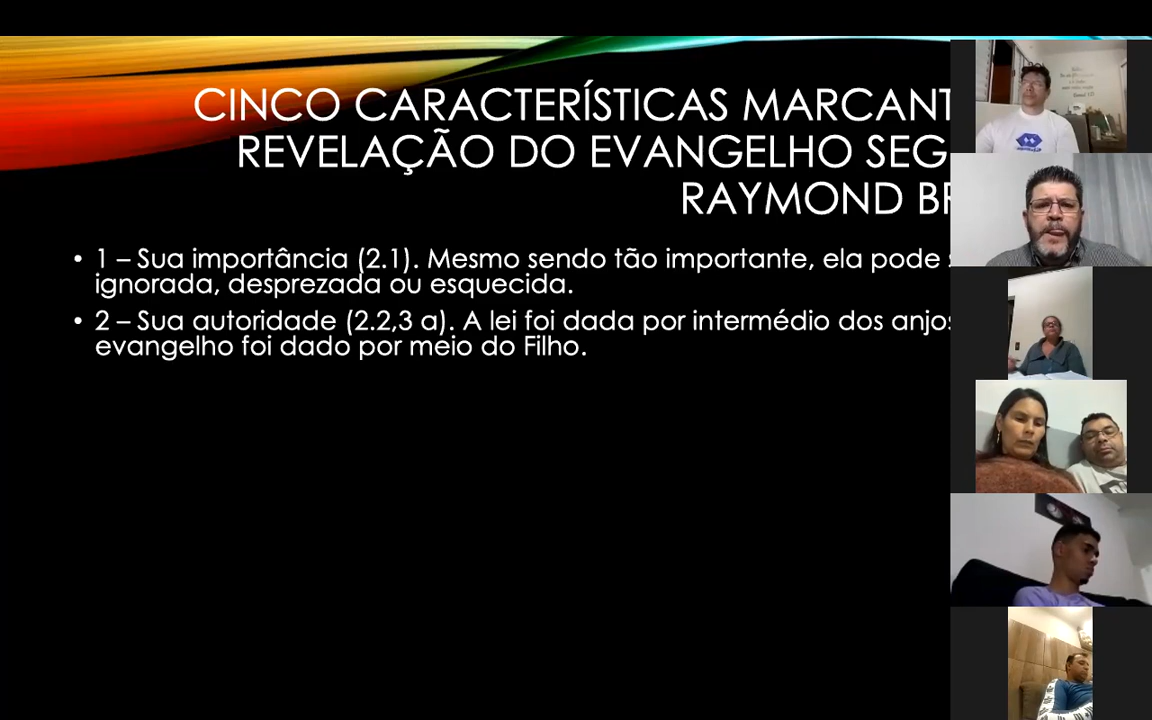 CINCO CARACTERÍSTICAS MARCANT
REVELAÇÃO DO EVANGELHO SEG
RAYMOND BR
• 1 – Sua importância (2.1). Mesmo sendo tão importante, ela pode
ignorada, desprezada ou esquecida.
• 2 – Sua autoridade (2.2,3 a). A lei foi dada por intermédio dos anjos
evangelho foi dado por meio do Filho.